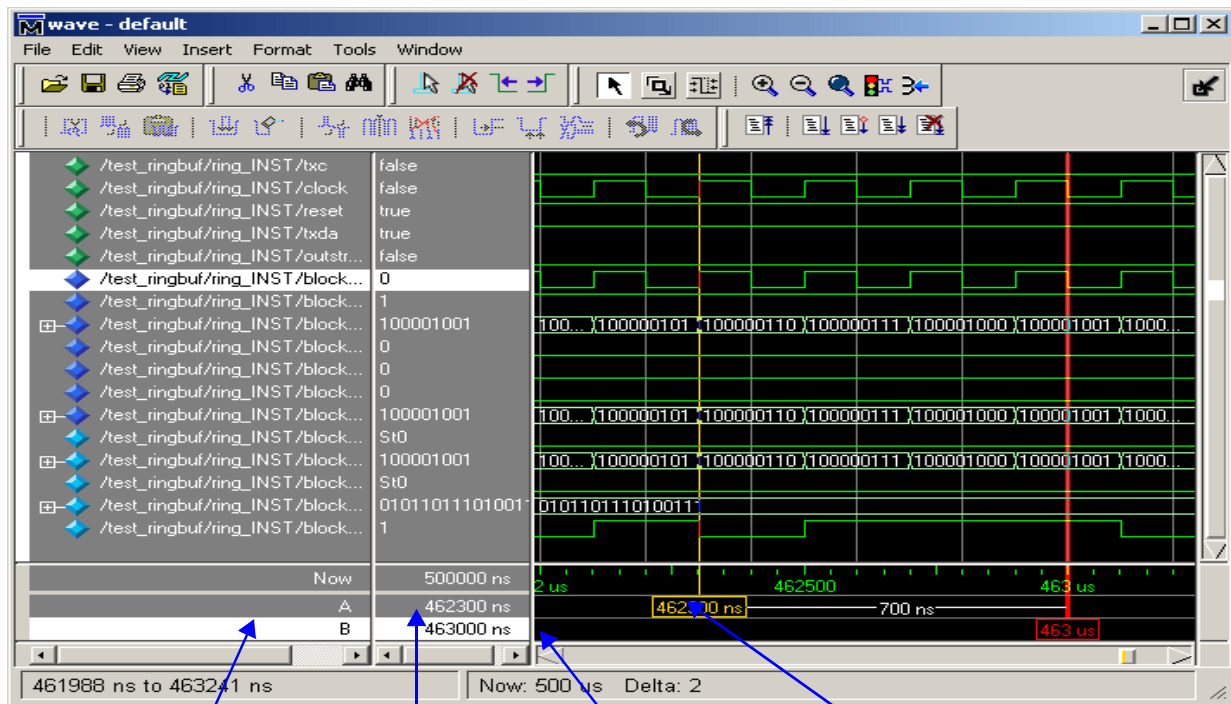 wave - default
File Edit View Insert Format Tools Window
/test_ringbuf/ring_INST/txc false
/test_ringbuf/ring_INST/clock false
/test_ringbuf/ring_INST/reset true
/test_ringbuf/ring_INST/txda true
/test_ringbuf/ring_INST/outstr... false
/test_ringbuf/ring_INST/block... 0
/test_ringbuf/ring_INST/block... 1
/test_ringbuf/ring_INST/block... 100001001 100... 100000101 100000110 100000111 100001000 100001001 1000...
/test_ringbuf/ring_INST/block... 0
/test_ringbuf/ring_INST/block... 0
/test_ringbuf/ring_INST/block... 0
/test_ringbuf/ring_INST/block... 100001001 100... 100000101 100000110 100000111 100001000 100001001 1000...
/test_ringbuf/ring_INST/block... St0
/test_ringbuf/ring_INST/block... 100001001 100... 100000101 100000110 100000111 100001000 100001001 1000...
/test_ringbuf/ring_INST/block... St0
/test_ringbuf/ring_INST/block... 010110111010011 010110111010011
/test_ringbuf/ring_INST/block... 1
Now 500000 ns 2 us 462500 463 us
A 462300 ns 462300 ns 700 ns
B 463000 ns 463 us
461988 ns to 463241 ns Now: 500 us Delta: 2